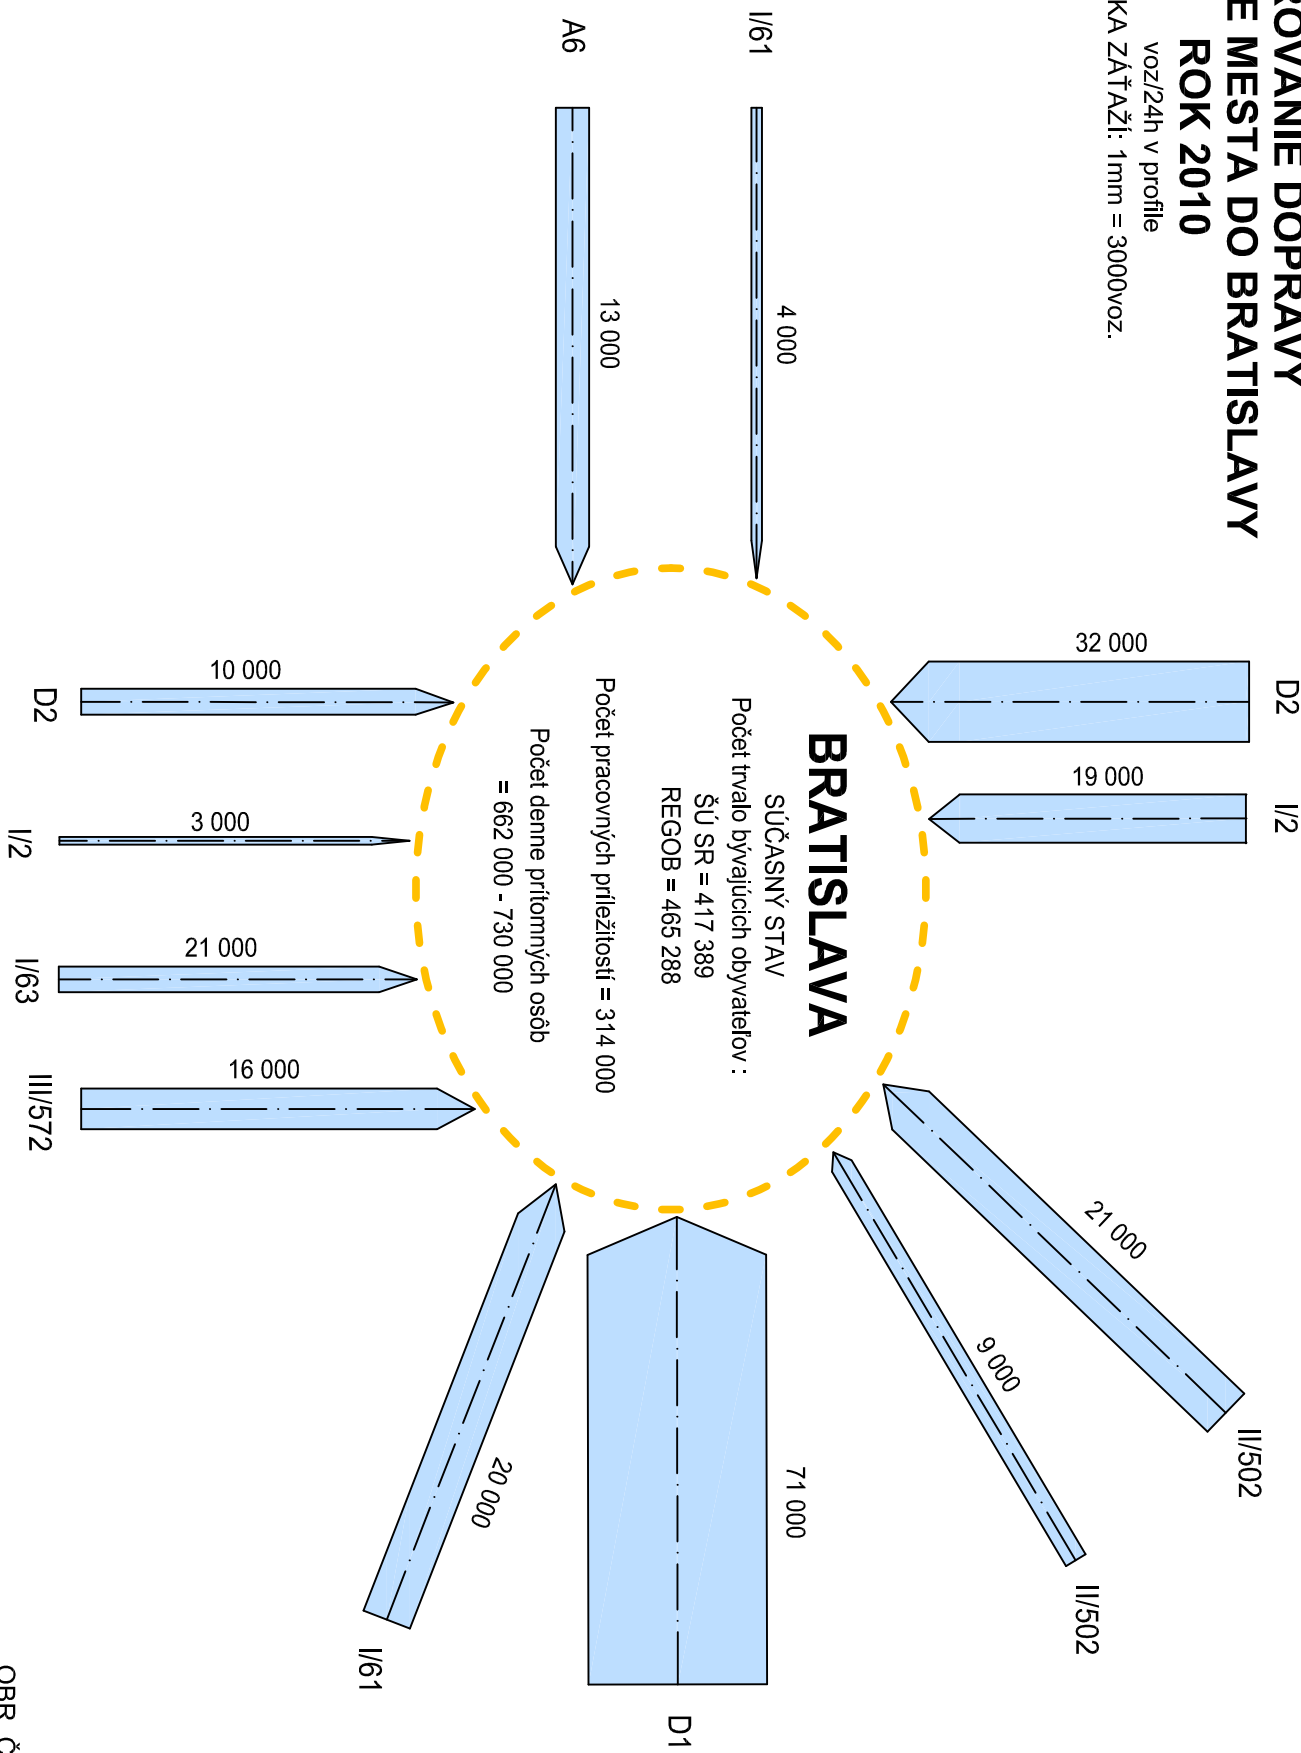 ROVANIE DOPRAVY
E MESTA DO BRATISLAVY
ROK 2010
voz/24h v profile
KA ZÁŤAŽÍ: 1mm = 3000voz.
I/61
4 000
A6
13 000
D2
32 000
I/2
19 000
II/502
21 000
II/502
9 000
D1
71 000
I/61
20 000
III/572
16 000
I/63
21 000
I/2
3 000
D2
10 000
BRATISLAVA
SÚČASNÝ STAV
Počet trvalo bývajúcich obyvateľov :
ŠÚ SR = 417 389
REGOB = 465 288
Počet pracovných príležitostí = 314 000
Počet denne prítomných osôb
= 662 000 - 730 000
OBR. Č